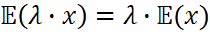 𝔼(λ · x) = λ · 𝔼(x)